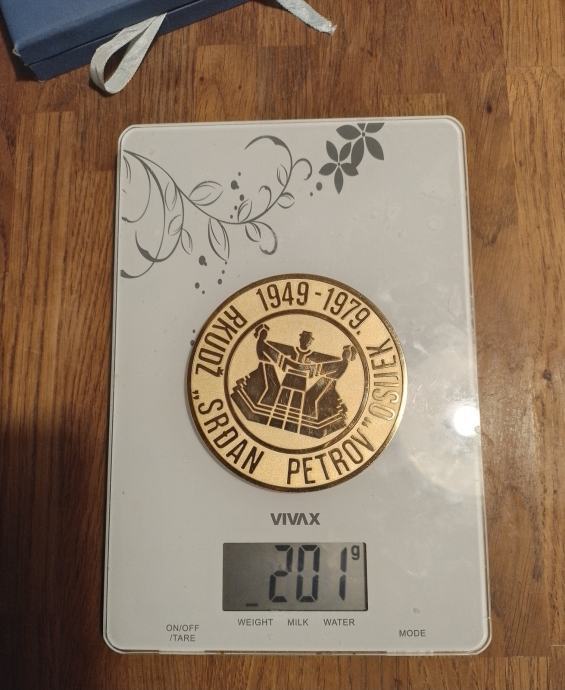 1949-1979.
RKUDŽ
„SRĐAN PETROV” OSIJEK
VIVAX
201 g
WEIGHT MILK WATER
ON/OFF
/TARE
MODE